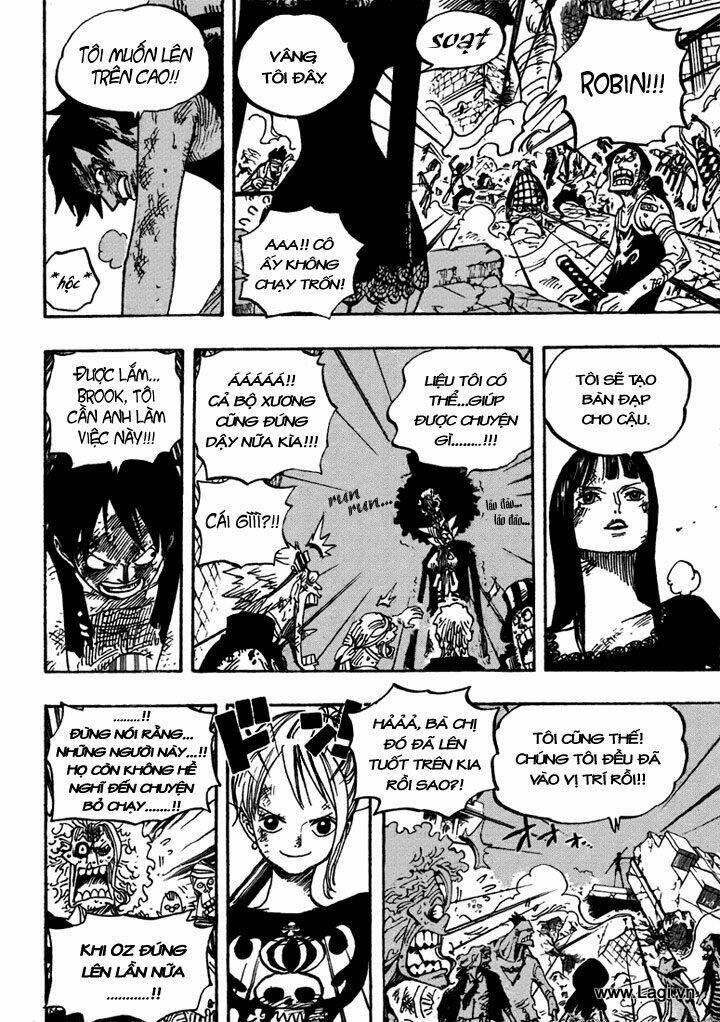 ROBIN!!!
soạt
VÂNG,
TÔI ĐÂY.
AAA!! CÔ
ẤY KHÔNG
CHẠY TRỐN!
TÔI MUỐN LÊN
TRÊN CAO!!
*hộc*
TÔI SẼ TẠO
BÀN ĐẠP
CHO CẬU.
LIỆU TÔI CÓ
THỂ...GIÚP
ĐƯỢC CHUYỆN
GÌ.........!!!
lảo đảo...
lảo đảo...
run
run...
ÁÁÁÁÁ!!
CẢ BỘ XƯƠNG
CŨNG ĐỨNG
DẬY NỮA KÌA!!!
CÁI GÌÌÌ?!!
ĐƯỢC LẮM...
BROOK, TÔI
CẦN ANH LÀM
VIỆC NÀY!!!
TÔI CŨNG THẾ!
CHÚNG TÔI ĐỀU ĐÃ
VÀO VỊ TRÍ RỒI!!
HẢẢẢ, BÀ CHỊ
ĐÓ ĐÃ LÊN
TUỐT TRÊN KIA
RỒI SAO?!
ドドン!
.........!!
ĐỪNG NÓI RẰNG...
NHỮNG NGƯỜI NÀY...!!
HỌ CÒN KHÔNG HỀ
NGHĨ ĐẾN CHUYỆN
BỎ CHẠY........!!
KHI OZ ĐỨNG
LÊN LẦN NỮA
............!!
www.Lagi.vn